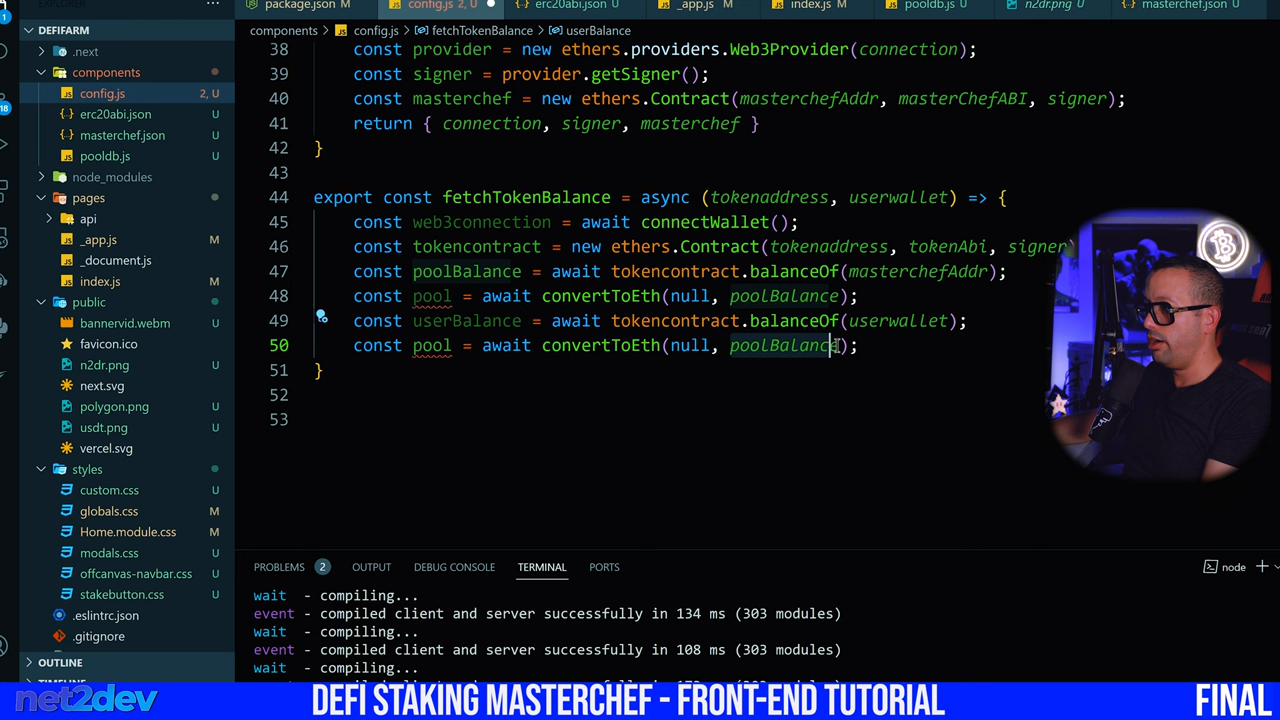 EXPLORER
package.json M
config.js 2, U
erc20abi.json U
_app.js M
index.js M
pooldb.js U
n2dr.png U
masterchef.json U
DEFIFARM
.next
components
config.js 2, U
erc20abi.json U
masterchef.json U
pooldb.js U
node_modules
pages
api
_app.js M
_document.js
index.js M
public
bannervid.webm U
favicon.ico
n2dr.png U
next.svg
polygon.png U
usdt.png U
vercel.svg
styles
custom.css U
globals.css M
Home.module.css M
modals.css U
offcanvas-navbar.css U
stakebutton.css U
.eslintrc.json
.gitignore
OUTLINE
18
components > config.js > fetchTokenBalance > userBalance
38 const provider = new ethers.providers.Web3Provider(connection);
39 const signer = provider.getSigner();
40 const masterchef = new ethers.Contract(masterchefAddr, masterChefABI, signer);
41 return { connection, signer, masterchef }
42 }
43
44 export const fetchTokenBalance = async (tokenaddress, userwallet) => {
45 const web3connection = await connectWallet();
46 const tokencontract = new ethers.Contract(tokenaddress, tokenAbi, signer)
47 const poolBalance = await tokencontract.balanceOf(masterchefAddr);
48 const pool = await convertToEth(null, poolBalance);
49 const userBalance = await tokencontract.balanceOf(userwallet);
50 const pool = await convertToEth(null, poolBalance);
51 }
52
53
PROBLEMS 2 OUTPUT DEBUG CONSOLE TERMINAL PORTS
node
wait - compiling...
event - compiled client and server successfully in 134 ms (303 modules)
wait - compiling...
event - compiled client and server successfully in 108 ms (303 modules)
wait - compiling...
net2dev
DEFI STAKING MASTERCHEF - FRONT-END TUTORIAL
FINAL